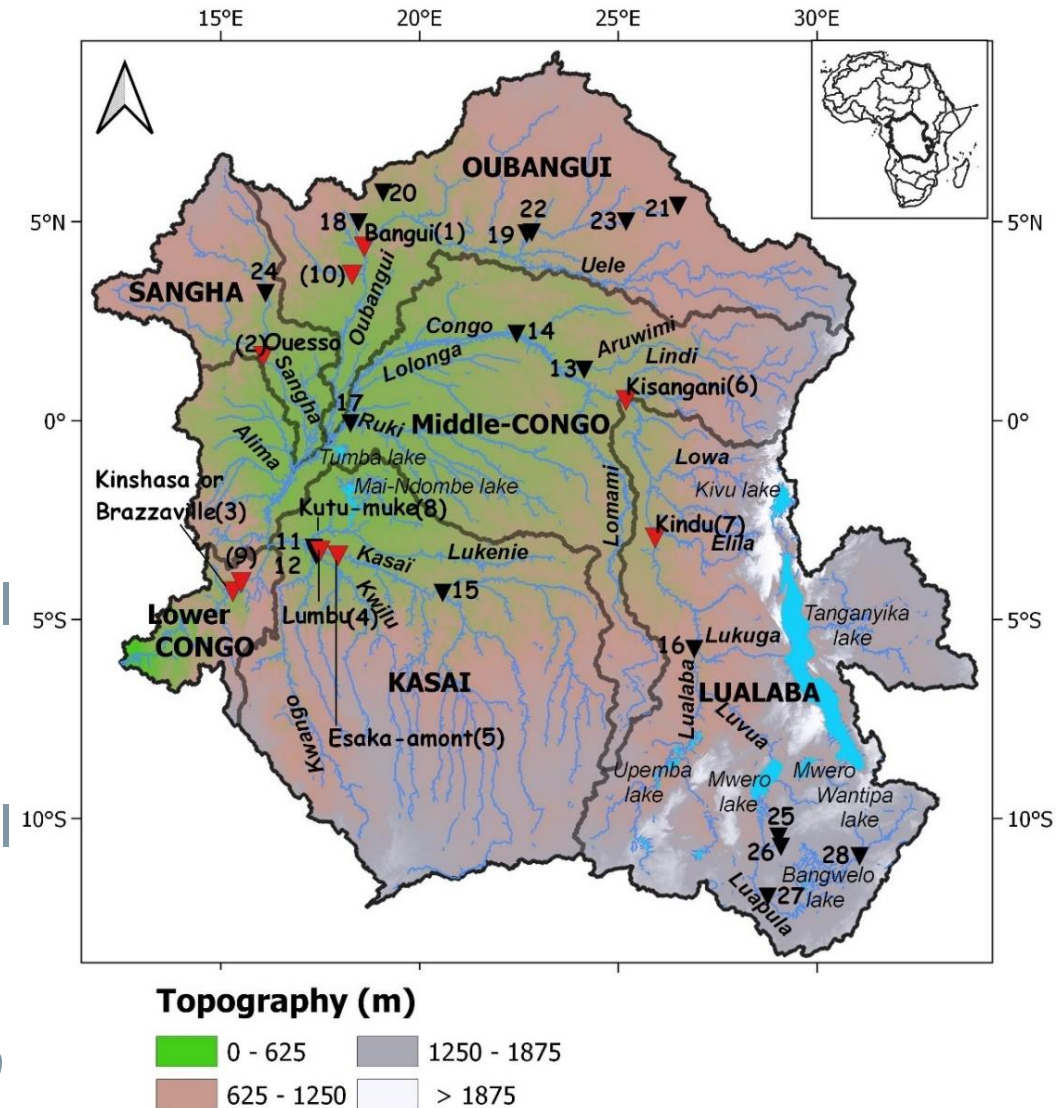 15°E 20°E 25°E 30°E
OUBANGUI
20
5°N 18 22 21 5°N
19 23
Bangui(1)
(10)
Oubangui
Uele
24
SANGHA
Congo 14
Aruwimi
Lolonga
Lindi
(2)Ouesso
13
Sangha
Kisangani(6)
17
0° Ruki Middle-CONGO 0°
Alima
Tumba lake
Lowa
Lomami
Kinshasa or
Brazzaville(3)
Mai-Ndombe lake
Kivu lake
Kutu-muke(8)
Kindu(7)
Elila
11
(9) 12 Kasaï Lukenie
Kwilu
15
5°S Lower
CONGO
Lumbu(4)
Tanganyika
lake
5°S
16 Lukuga
KASAI
Lualaba
LUALABA
Kwango
Luvua
Esaka-amont(5)
Upemba
lake
Mwero
lake
Mwero
Wantipa
lake
10°S 25 10°S
26 28
Bangwelo
lake
27
Luapula
Topography (m)
0 - 625 1250 - 1875
625 - 1250 > 1875